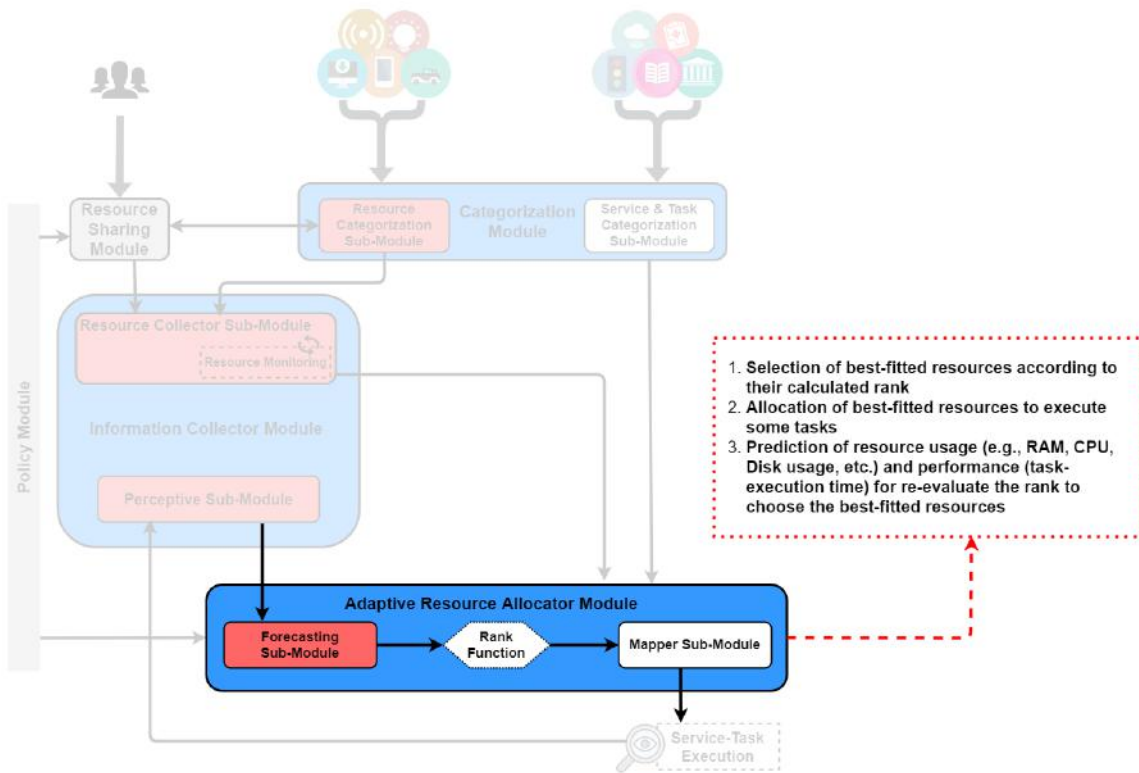 Resource
Sharing
Module
Resource
Categorization
Sub-Module
Categorization
Module
Service & Task
Categorization
Sub-Module
Policy Module
Resource Collector Sub-Module
Resource Monitoring
Information Collector Module
Perceptive Sub-Module
1. Selection of best-fitted resources according to
their calculated rank
2. Allocation of best-fitted resources to execute
some tasks
3. Prediction of resource usage (e.g., RAM, CPU,
Disk usage, etc.) and performance (task-
execution time) for re-evaluate the rank to
choose the best-fitted resources
Adaptive Resource Allocator Module
Forecasting
Sub-Module
Rank
Function
Mapper Sub-Module
Service-Task
Execution